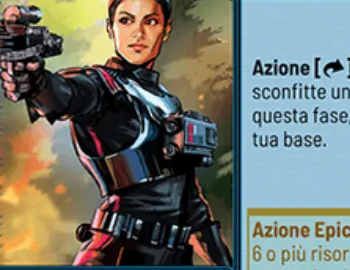 Azione [
sconfitte un
questa fase,
tua base.
Azione Epic
6 o più risor